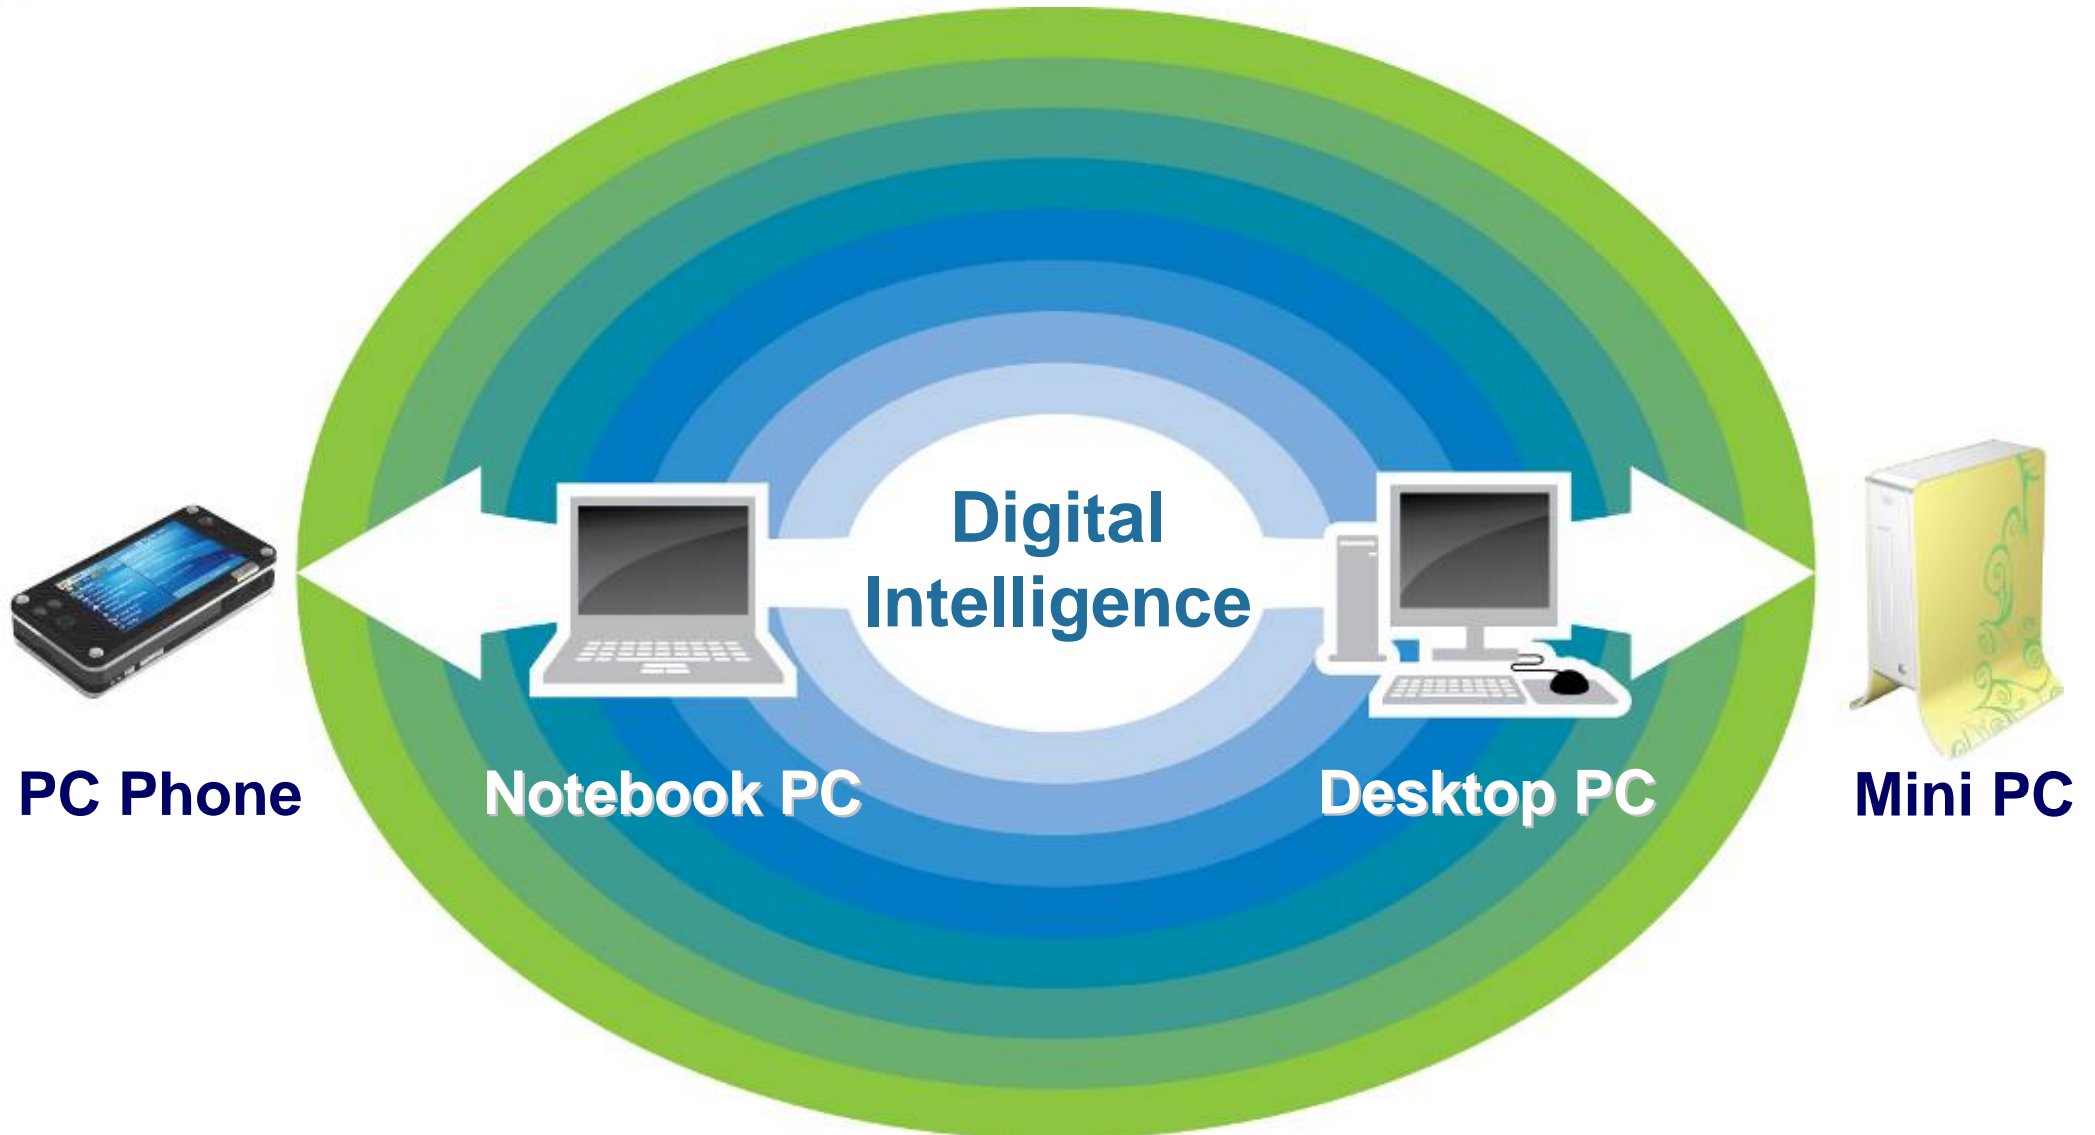 Digital
Intelligence
PC Phone
Notebook PC
Desktop PC
Mini PC